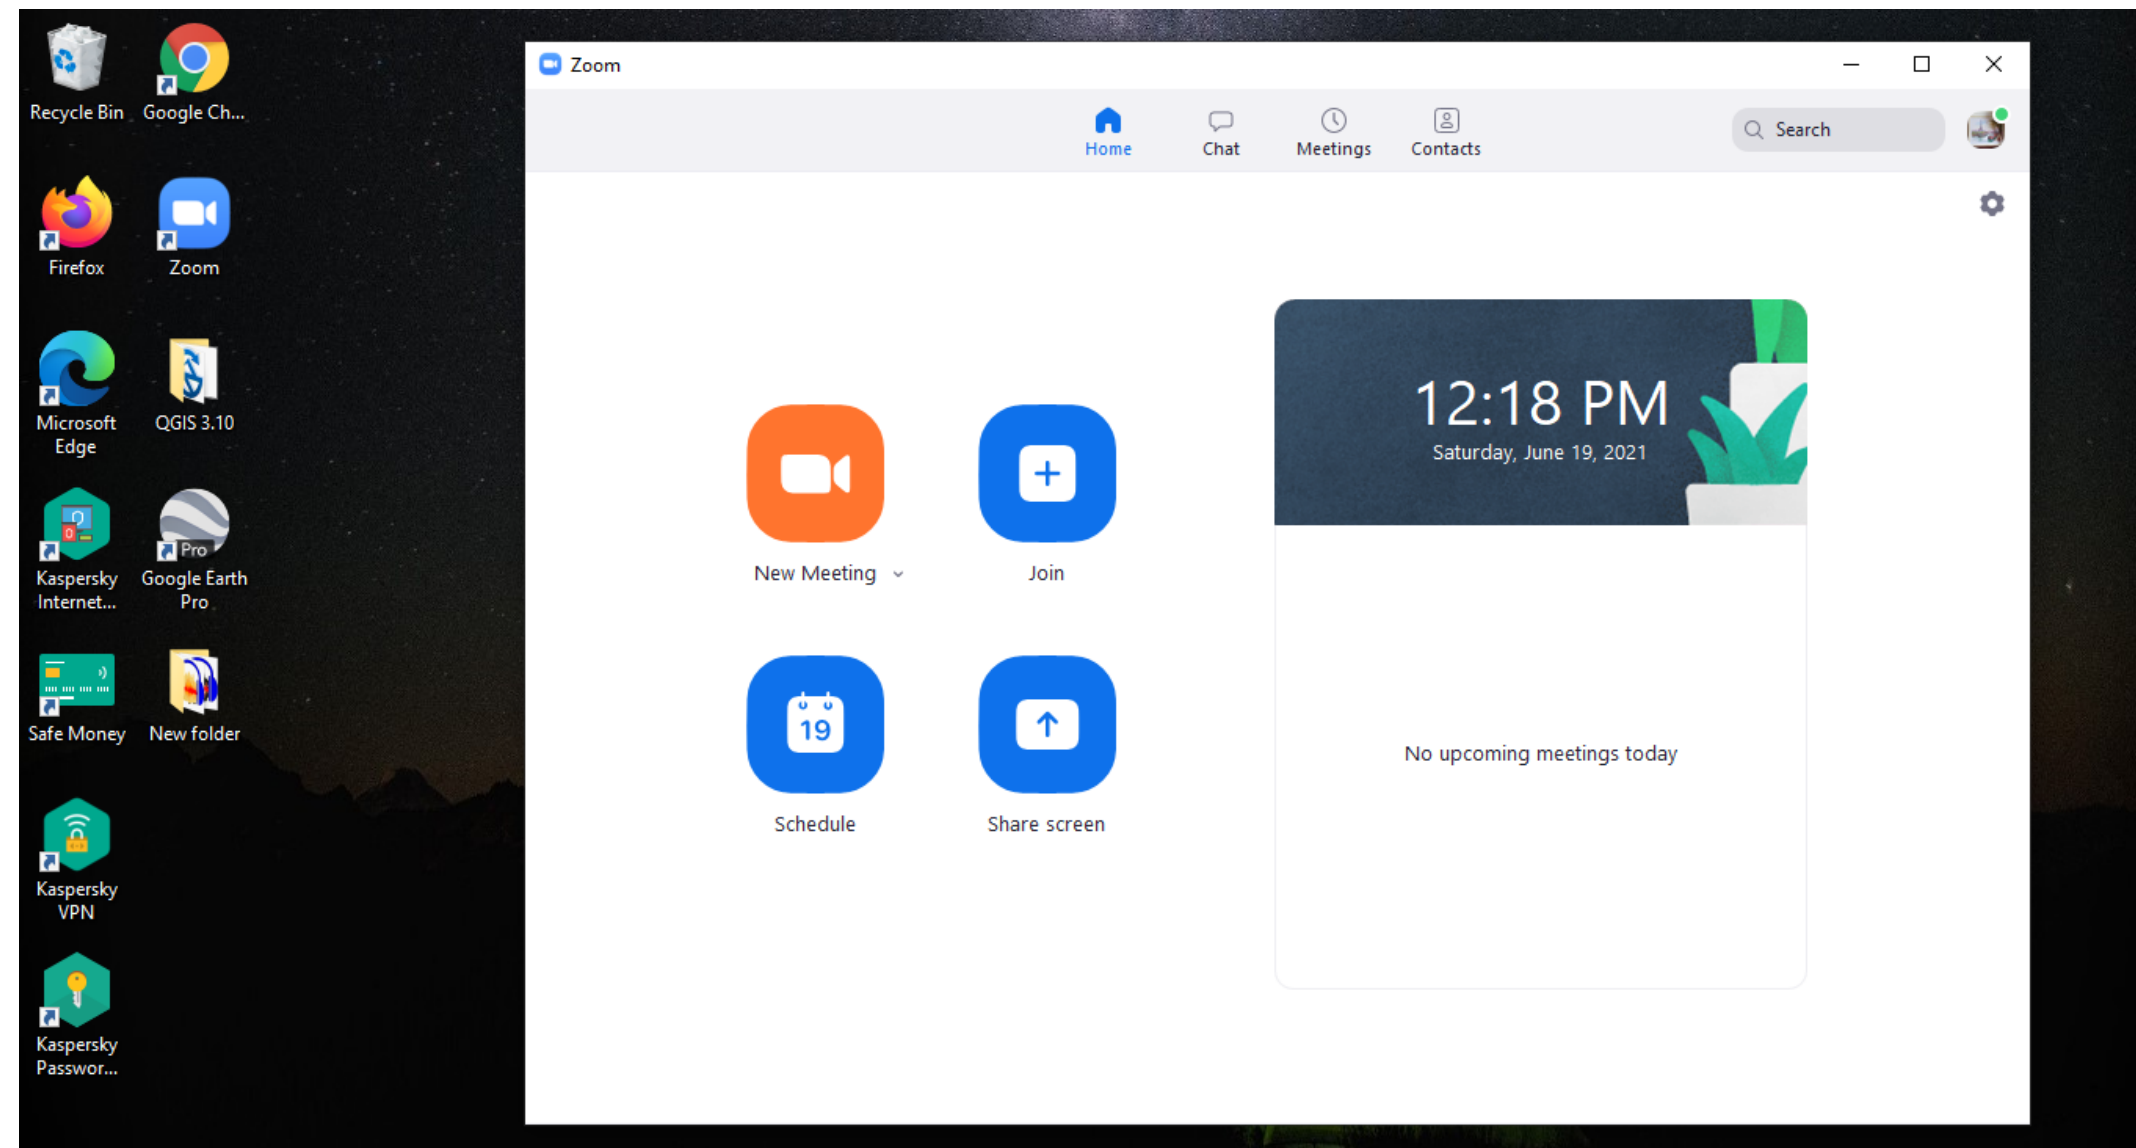 Recycle Bin
Google Ch...
Firefox
Zoom
Microsoft
Edge
QGIS 3.10
Kaspersky
Internet...
Pro
Google Earth
Pro
Safe Money
New folder
Kaspersky
VPN
Kaspersky
Passwor...
Zoom
Home
Chat
Meetings
Contacts
Search
New Meeting
Join
19
Schedule
Share screen
12:18 PM
Saturday, June 19, 2021
No upcoming meetings today